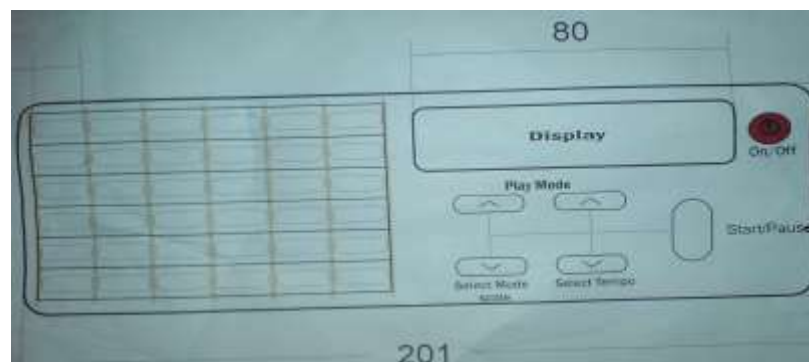 80
Display
On/Off
Play Mode
Start/Pause
Select Mode
Select Tempo
201